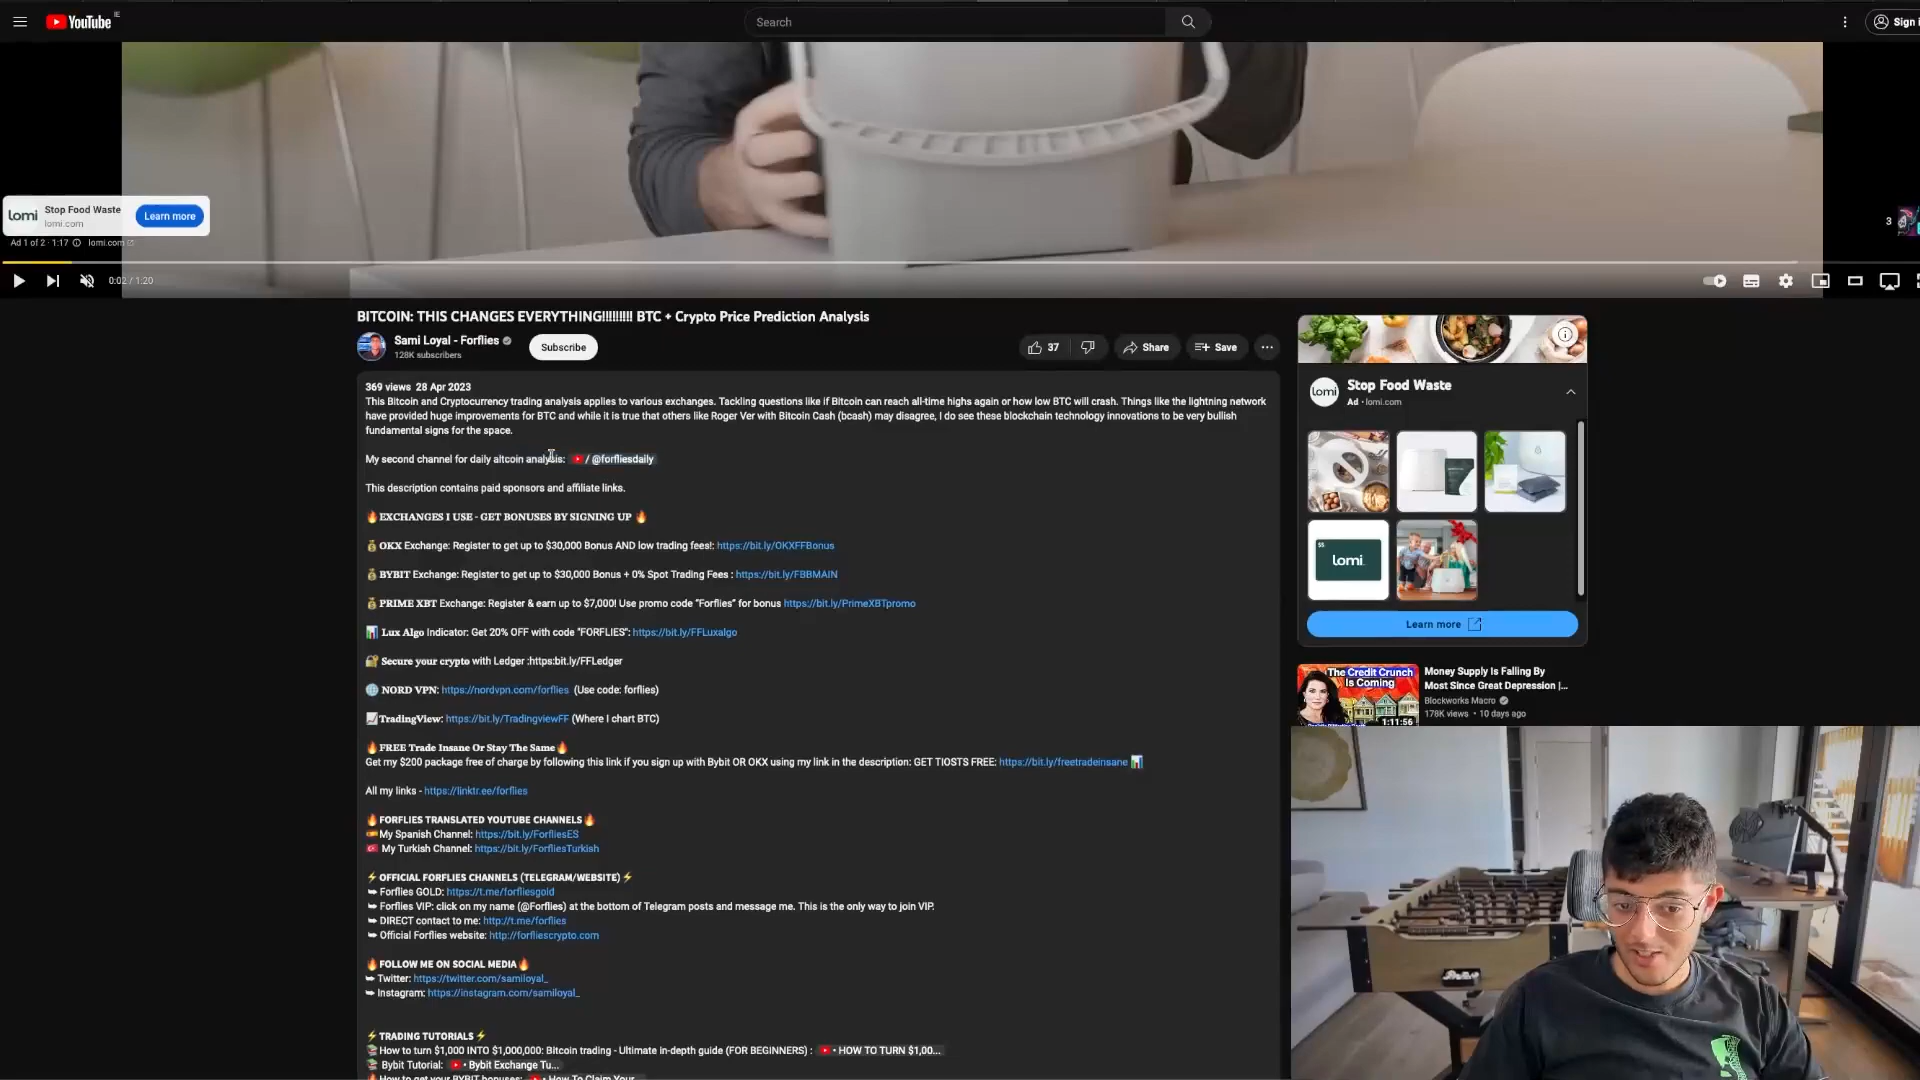 YouTube IE
Search
Sign i
lomi
Stop Food Waste
lomi.com
Learn more
Ad 1 of 2 · 1:17
lomi.com
3
0:02 / 1:20
BITCOIN: THIS CHANGES EVERYTHING!!!!!!!!! BTC + Crypto Price Prediction Analysis
Sami Loyal - Forflies
128K subscribers
Subscribe
37
Share
Save
369 views 28 Apr 2023
This Bitcoin and Cryptocurrency trading analysis applies to various exchanges. Tackling questions like if Bitcoin can reach all-time highs again or how low BTC will crash. Things like the lightning network
have provided huge improvements for BTC and while it is true that others like Roger Ver with Bitcoin Cash (bcash) may disagree, I do see these blockchain technology innovations to be very bullish
fundamental signs for the space.
My second channel for daily altcoin analysis: / @forfliesdaily
This description contains paid sponsors and affiliate links.
🔥EXCHANGES I USE - GET BONUSES BY SIGNING UP 🔥
💰OKX Exchange: Register to get up to $30,000 Bonus AND low trading fees!: https://bit.ly/OKXFFBonus
💰BYBIT Exchange: Register to get up to $30,000 Bonus + 0% Spot Trading Fees : https://bit.ly/FBBMAIN
💰PRIME XBT Exchange: Register & earn up to $7,000! Use promo code "Forflies" for bonus https://bit.ly/PrimeXBTpromo
📊 Lux Algo Indicator: Get 20% OFF with code "FORFLIES": https://bit.ly/FFLuxalgo
🔐 Secure your crypto with Ledger :https:bit.ly/FFLedger
🌐 NORD VPN: https://nordvpn.com/forflies (Use code: forflies)
📈TradingView: https://bit.ly/TradingviewFF (Where I chart BTC)
🔥FREE Trade Insane Or Stay The Same🔥
Get my $200 package free of charge by following this link if you sign up with Bybit OR OKX using my link in the description: GET TIOSTS FREE: https://bit.ly/freetradeinsane 📊
All my links - https://linktr.ee/forflies
🔥FORFLIES TRANSLATED YOUTUBE CHANNELS🔥
🇪🇸My Spanish Channel: https://bit.ly/ForfliesES
🇹🇷 My Turkish Channel: https://bit.ly/ForfliesTurkish
⚡OFFICIAL FORFLIES CHANNELS (TELEGRAM/WEBSITE)⚡
➥ Forflies GOLD: https://t.me/forfliesgold
➥ Forflies VIP: click on my name (@Forflies) at the bottom of Telegram posts and message me. This is the only way to join VIP.
➥ DIRECT contact to me: http://t.me/forflies
➥ Official Forflies website: http://forfliescrypto.com
🔥FOLLOW ME ON SOCIAL MEDIA🔥
➥ Twitter: https://twitter.com/samiloyal_
➥ Instagram: https://instagram.com/samiloyal_
⚡TRADING TUTORIALS⚡
📚How to turn $1,000 INTO $1,000,000: Bitcoin trading - Ultimate in-depth guide (FOR BEGINNERS) : • HOW TO TURN $1,00...
📚 Bybit Tutorial: • Bybit Exchange Tu...
🔥How to get your BYBIT bonuses: • How To Claim Your...
lomi
Stop Food Waste
Ad · lomi.com
lomi
Learn more
The Credit Crunch
Is Coming
1:11:56
Money Supply Is Falling By
Most Since Great Depression |...
Blockworks Macro
178K views · 10 days ago